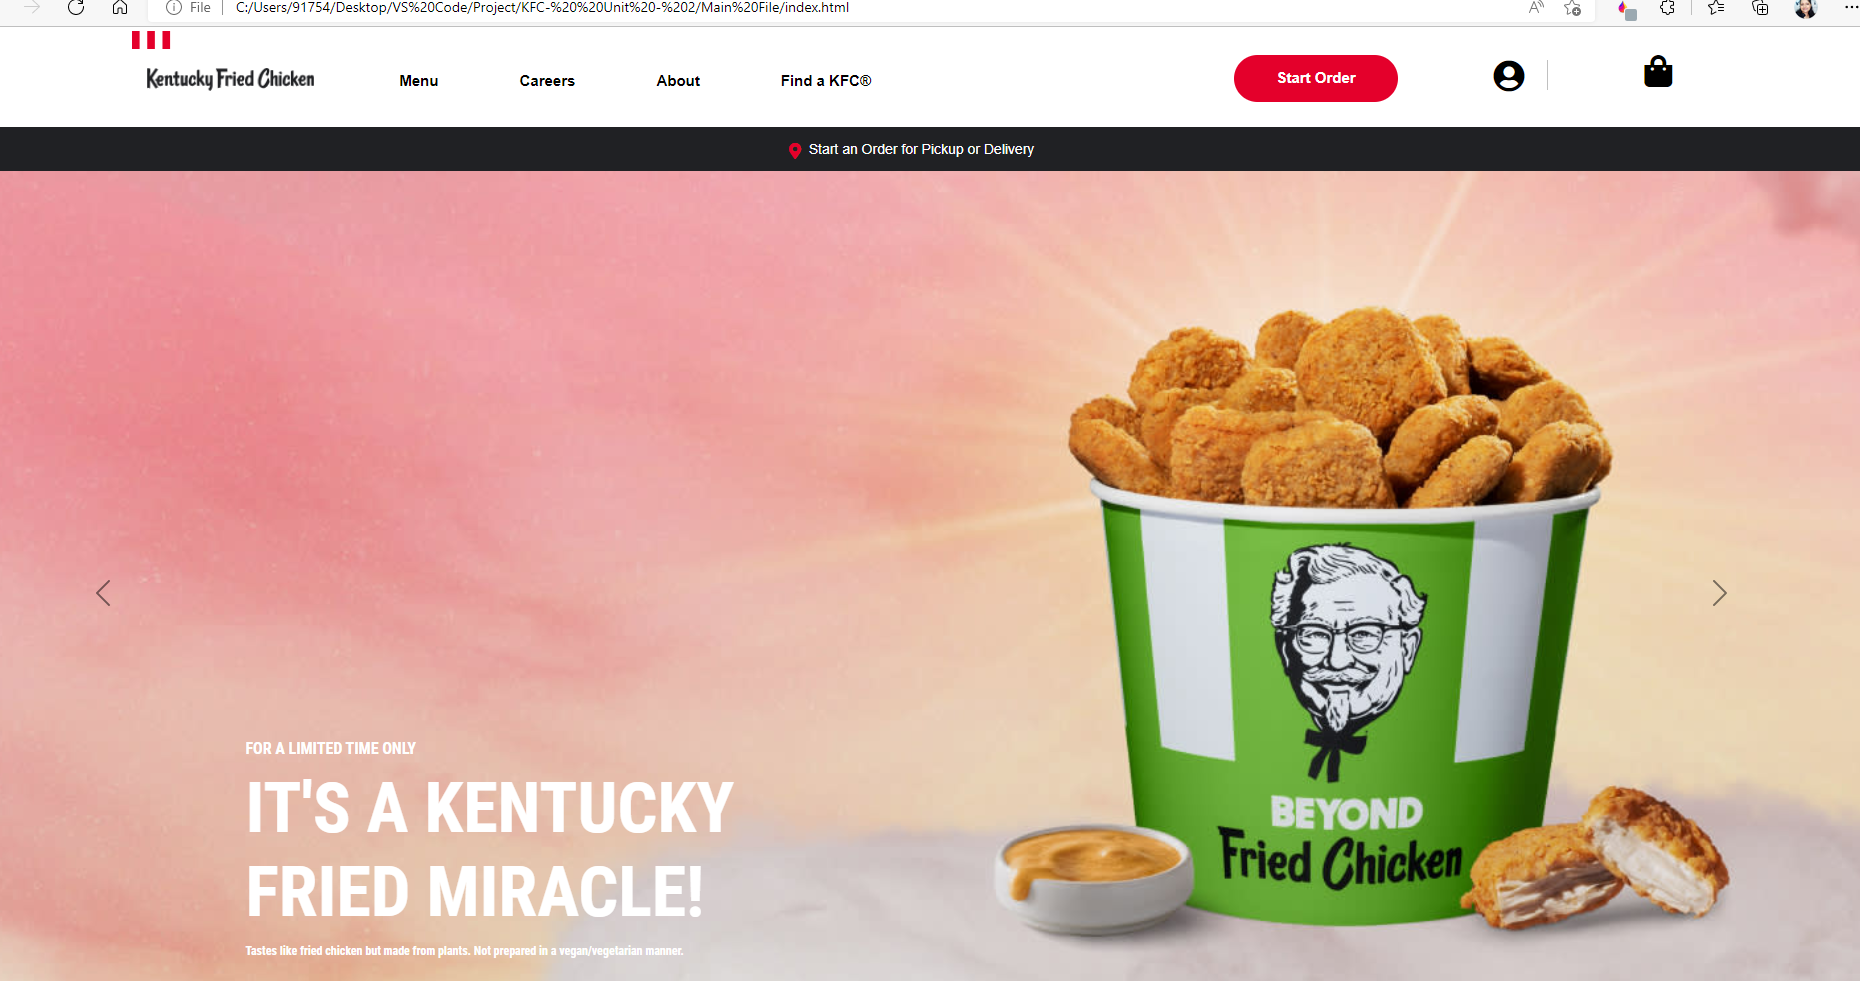 File
C:/Users/91754/Desktop/VS%20Code/Project/KFC-%20%20Unit%20-%202/Main%20File/index.html
Kentucky Fried Chicken
Menu
Careers
About
Find a KFC®
Start Order
Start an Order for Pickup or Delivery
FOR A LIMITED TIME ONLY
IT'S A KENTUCKY
FRIED MIRACLE!
Tastes like fried chicken but made from plants. Not prepared in a vegan/vegetarian manner.
BEYOND
Fried Chicken